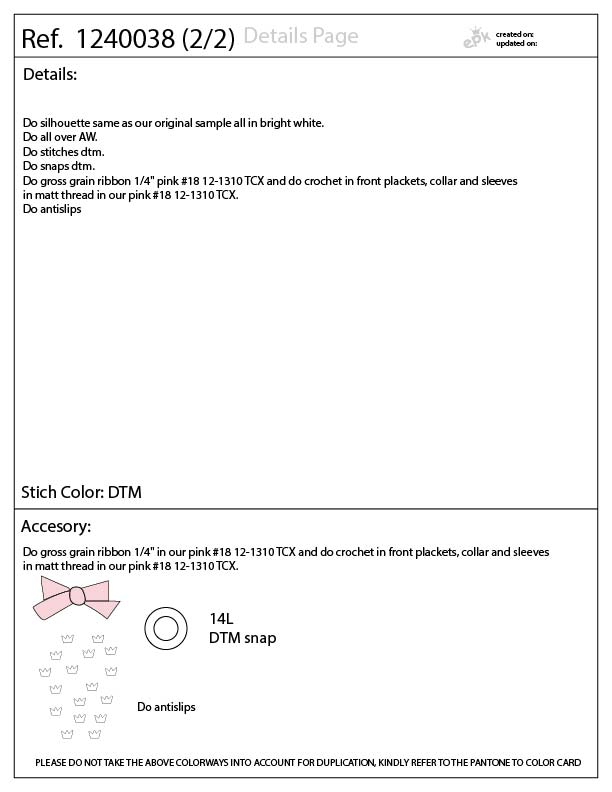 Ref. 1240038 (2/2) Details Page
epk
created on:
updated on:
Details:
Do silhouette same as our original sample all in bright white.
Do all over AW.
Do stitches dtm.
Do snaps dtm.
Do gross grain ribbon 1/4" pink #18 12-1310 TCX and do crochet in front plackets, collar and sleeves
in matt thread in our pink #18 12-1310 TCX.
Do antislips
Stich Color: DTM
Accesory:
Do gross grain ribbon 1/4" in our pink #18 12-1310 TCX and do crochet in front plackets, collar and sleeves
in matt thread in our pink #18 12-1310 TCX.
14L
DTM snap
Do antislips
PLEASE DO NOT TAKE THE ABOVE COLORWAYS INTO ACCOUNT FOR DUPLICATION, KINDLY REFER TO THE PANTONE TO COLOR CARD